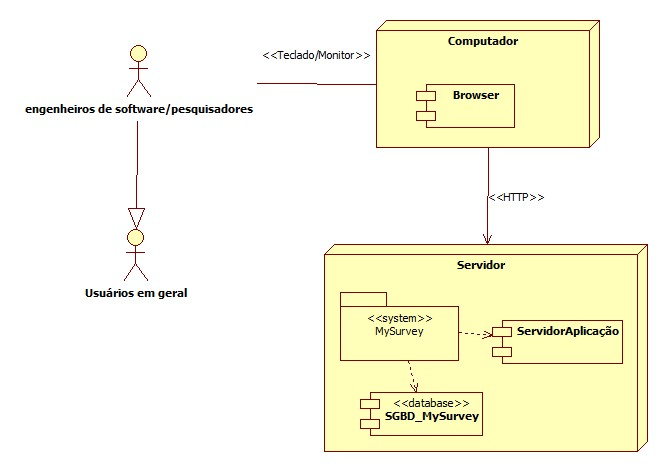 <<Teclado/Monitor>>
Computador
Browser
engenheiros de software/pesquisadores
<<HTTP>>
Usuários em geral
Servidor
<<system>>
MySurvey
ServidorAplicação
<<database>>
SGBD_MySurvey